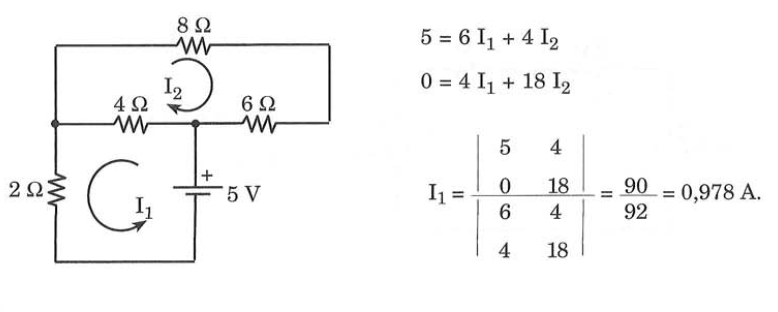 8 Ω
I₂
4 Ω
6 Ω
2 Ω
I₁
+
5 V
5 = 6 I₁ + 4 I₂
0 = 4 I₁ + 18 I₂
5 4
0 18
I₁ = = 90 / 92 = 0,978 A.
6 4
4 18